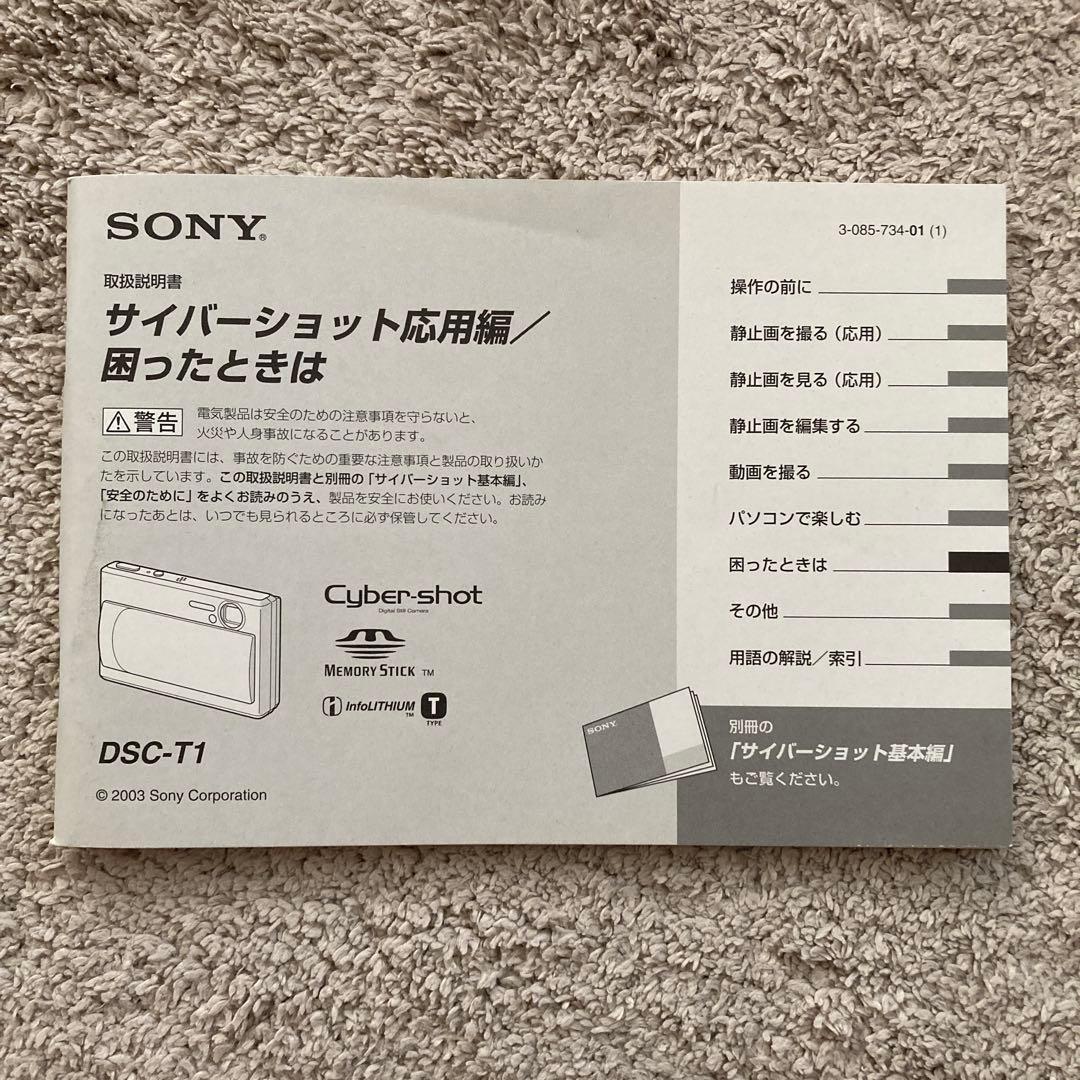 SONY®
3-085-734-01 (1)
取扱説明書
サイバーショット応用編／
困ったときは
警告
電気製品は安全のための注意事項を守らないと、
火災や人身事故になることがあります。
この取扱説明書には、事故を防ぐための重要な注意事項と製品の取り扱いか
たを示しています。この取扱説明書と別冊の「サイバーショット基本編」、
「安全のために」をよくお読みのうえ、製品を安全にお使いください。お読み
になったあとは、いつでも見られるところに必ず保管してください。
Cyber-shot
Digital Still Camera
MEMORY STICK TM
InfoLITHIUM TM T
TYPE
DSC-T1
© 2003 Sony Corporation
操作の前に
静止画を撮る（応用）
静止画を見る（応用）
静止画を編集する
動画を撮る
パソコンで楽しむ
困ったときは
その他
用語の解説／索引
SONY
別冊の
「サイバーショット基本編」
もご覧ください。